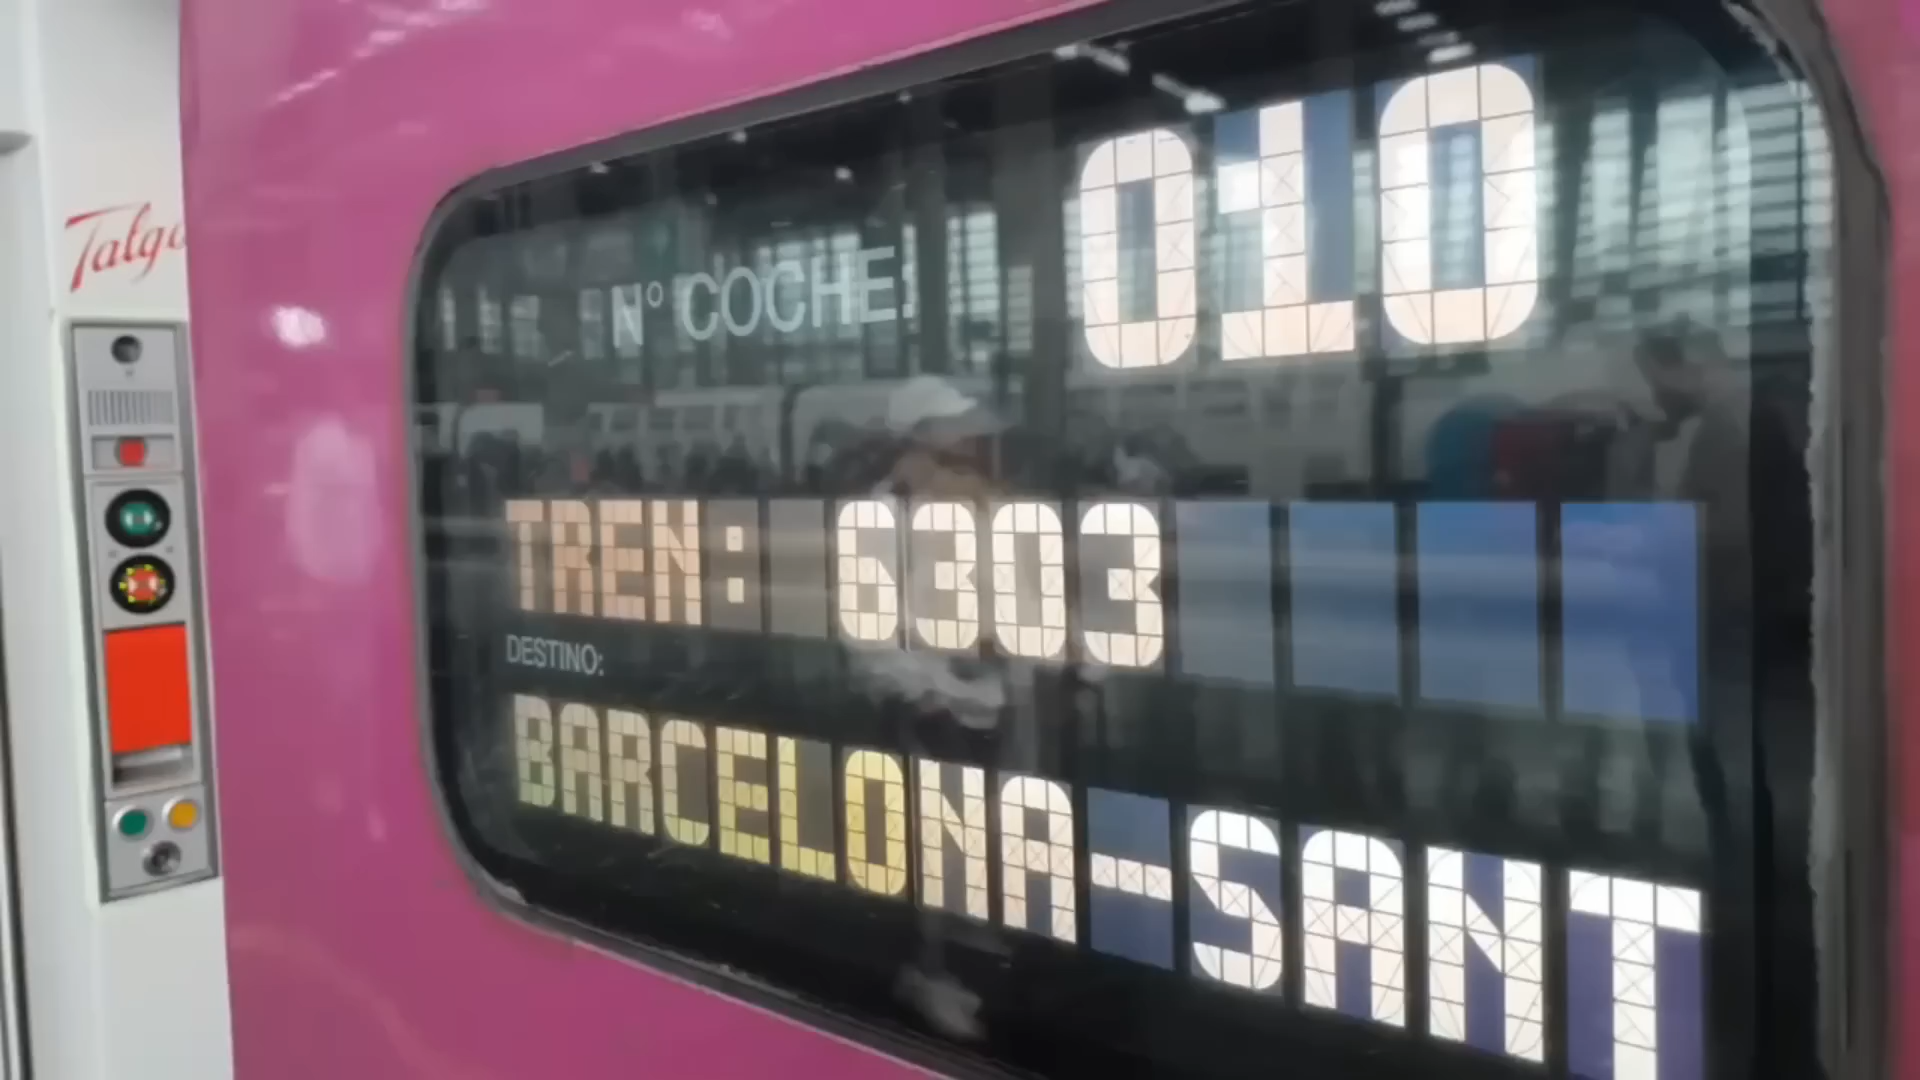 Talgo
Nº COCHE: 010
TREN: 6303
DESTINO:
BARCELONA-SANT